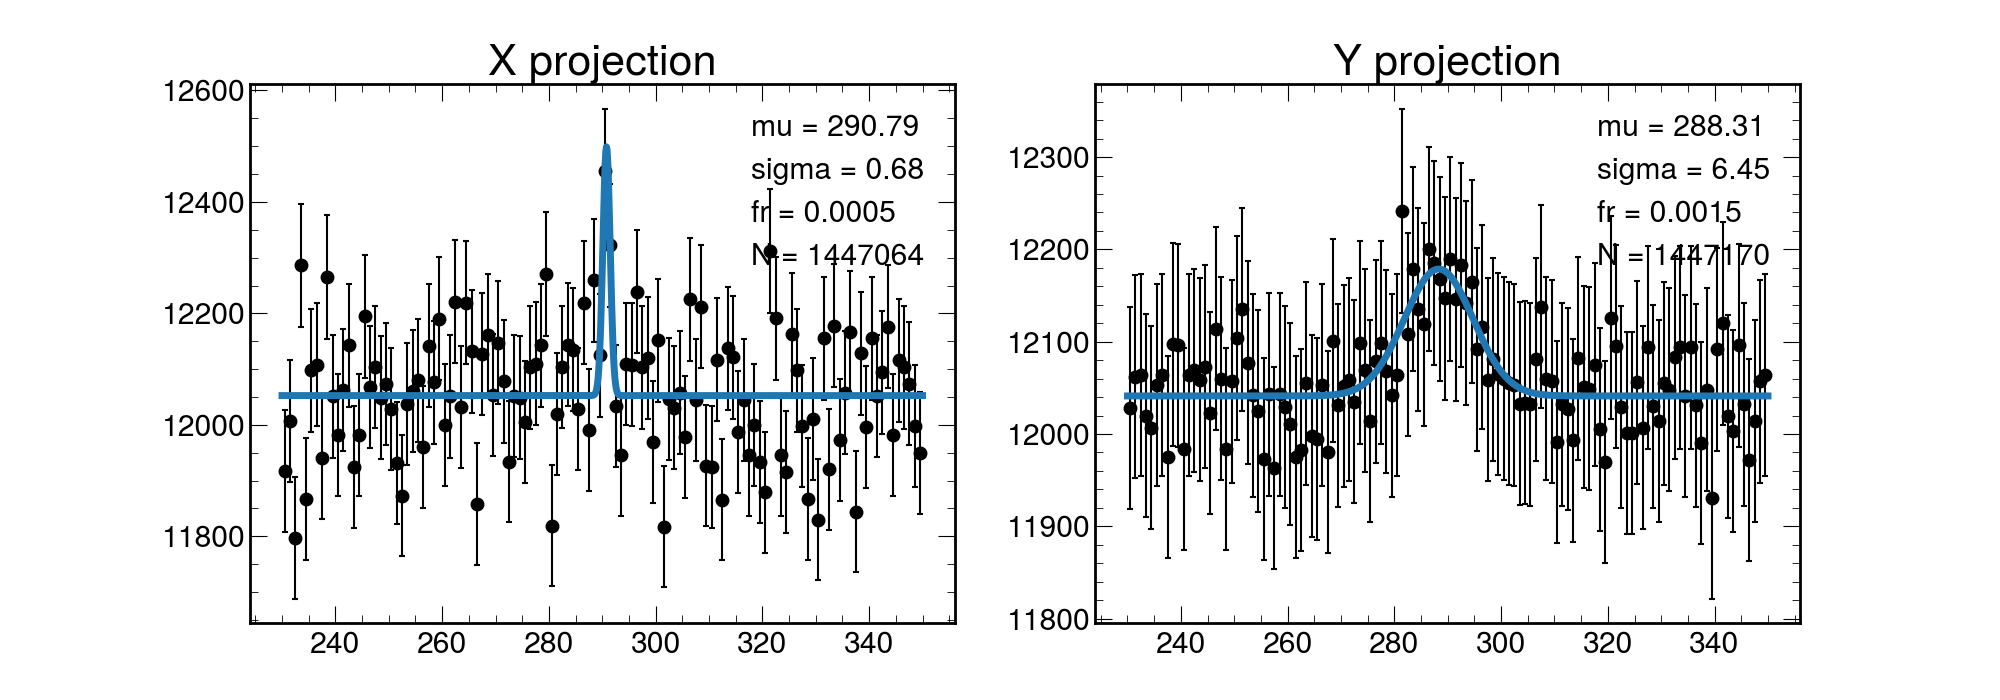 X projection
12600
12400
12200
12000
11800
mu = 290.79
sigma = 0.68
fr = 0.0005
N = 1447064
240 260 280 300 320 340
Y projection
12300
12200
12100
12000
11900
11800
mu = 288.31
sigma = 6.45
fr = 0.0015
N = 1447170
240 260 280 300 320 340